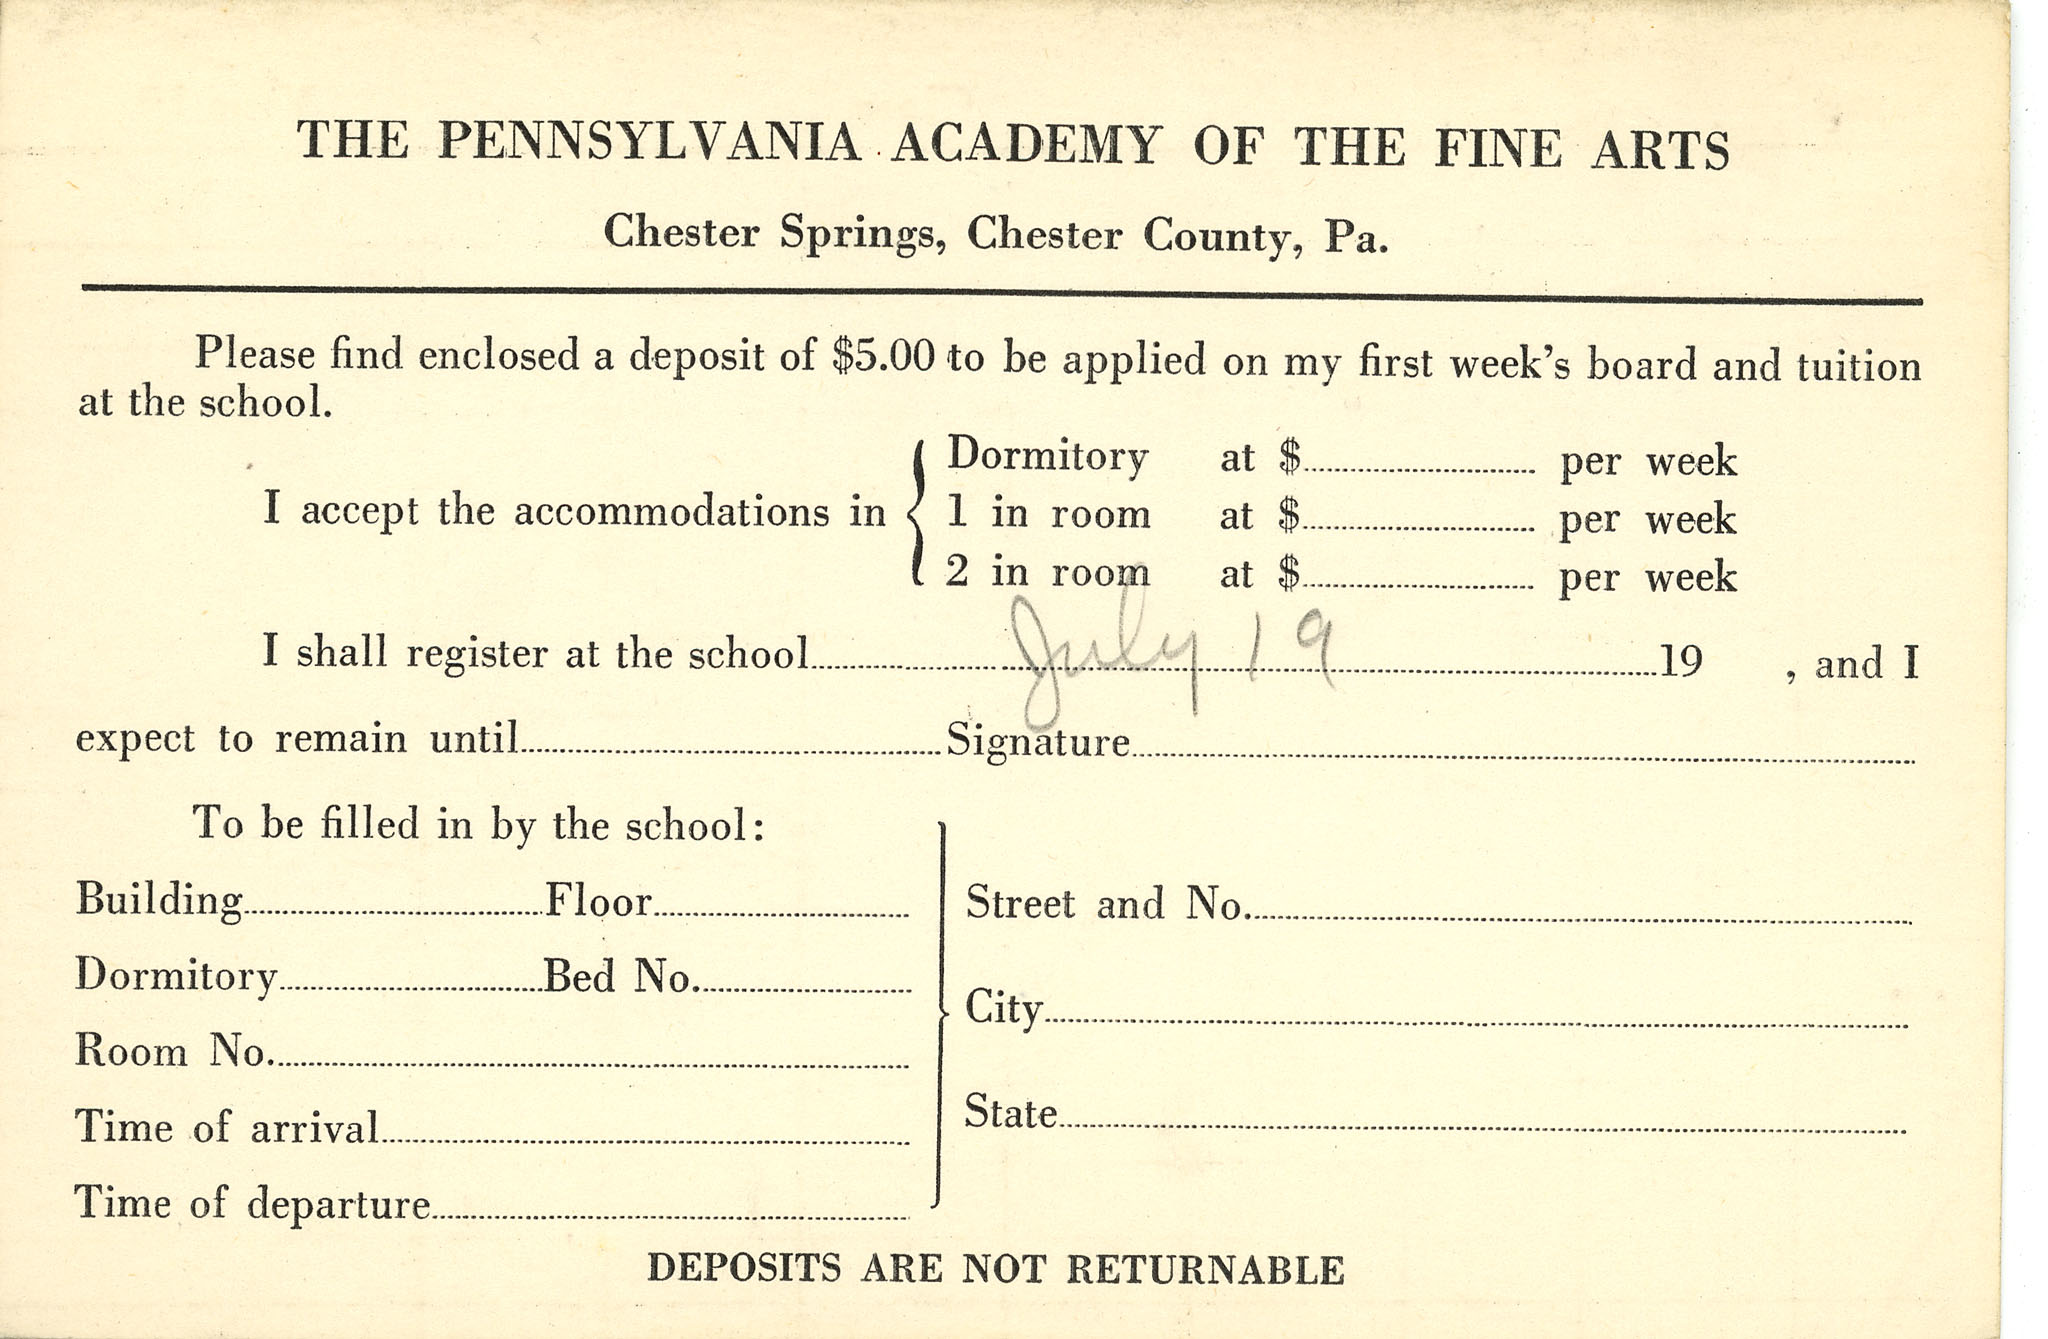 THE PENNSYLVANIA ACADEMY OF THE FINE ARTS
Chester Springs, Chester County, Pa.
Please find enclosed a deposit of $5.00 to be applied on my first week's board and tuition
at the school.
I accept the accommodations in
Dormitory at $ per week
1 in room at $ per week
2 in room at $ per week
I shall register at the school July 19 19 , and I
expect to remain until Signature
To be filled in by the school:
Building Floor
Dormitory Bed No.
Room No.
Time of arrival
Time of departure
Street and No.
City
State
DEPOSITS ARE NOT RETURNABLE